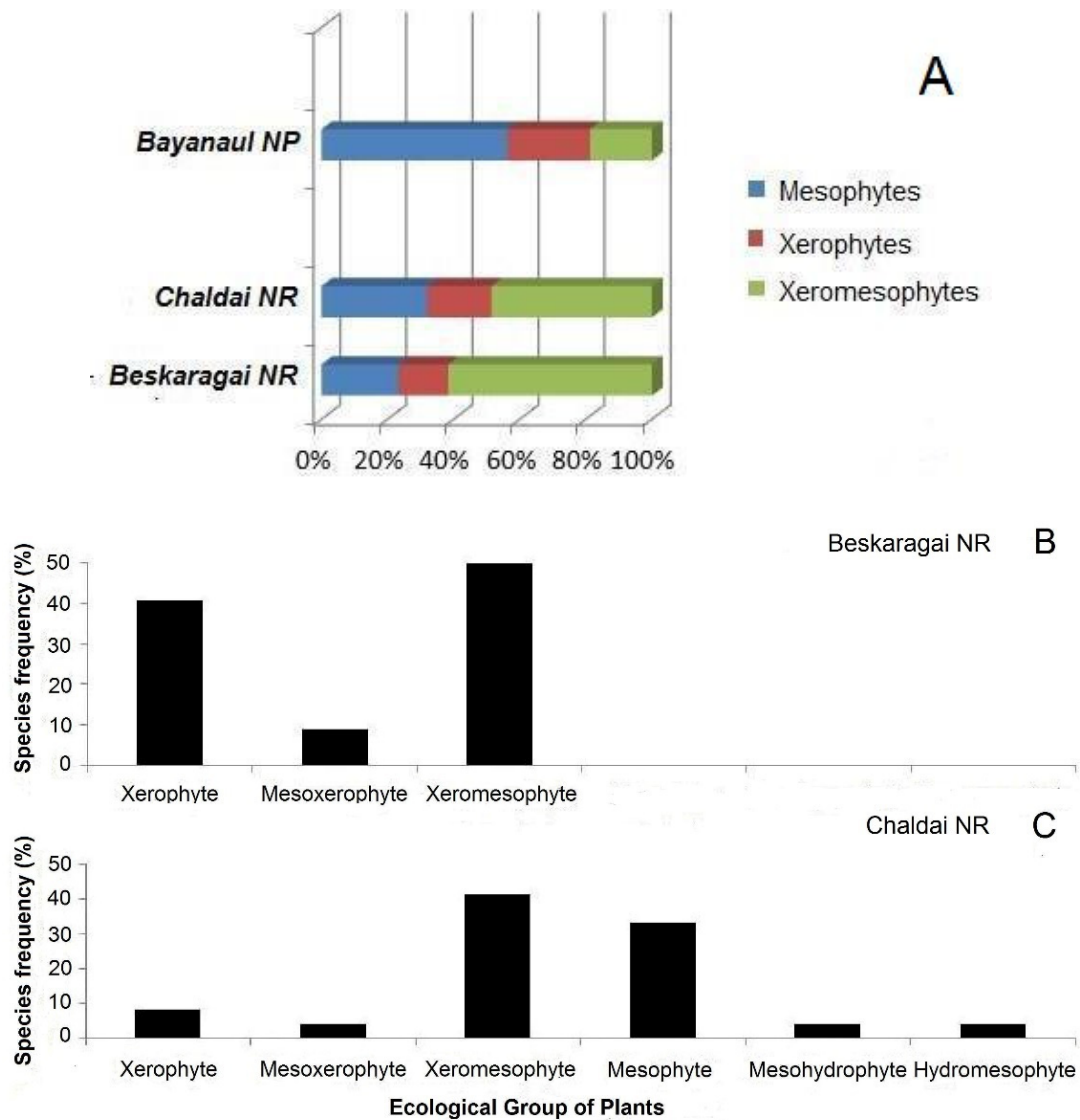 A
Bayanaul NP
Chaldai NR
Beskaragai NR
0% 20% 40% 60% 80% 100%
Mesophytes
Xerophytes
Xeromesophytes
Beskaragai NR B
Species frequency (%)
50
40
30
20
10
0
Xerophyte Mesoxerophyte Xeromesophyte
Chaldai NR C
Species frequency (%)
50
40
30
20
10
0
Xerophyte Mesoxerophyte Xeromesophyte Mesophyte Mesohydrophyte Hydromesophyte
Ecological Group of Plants